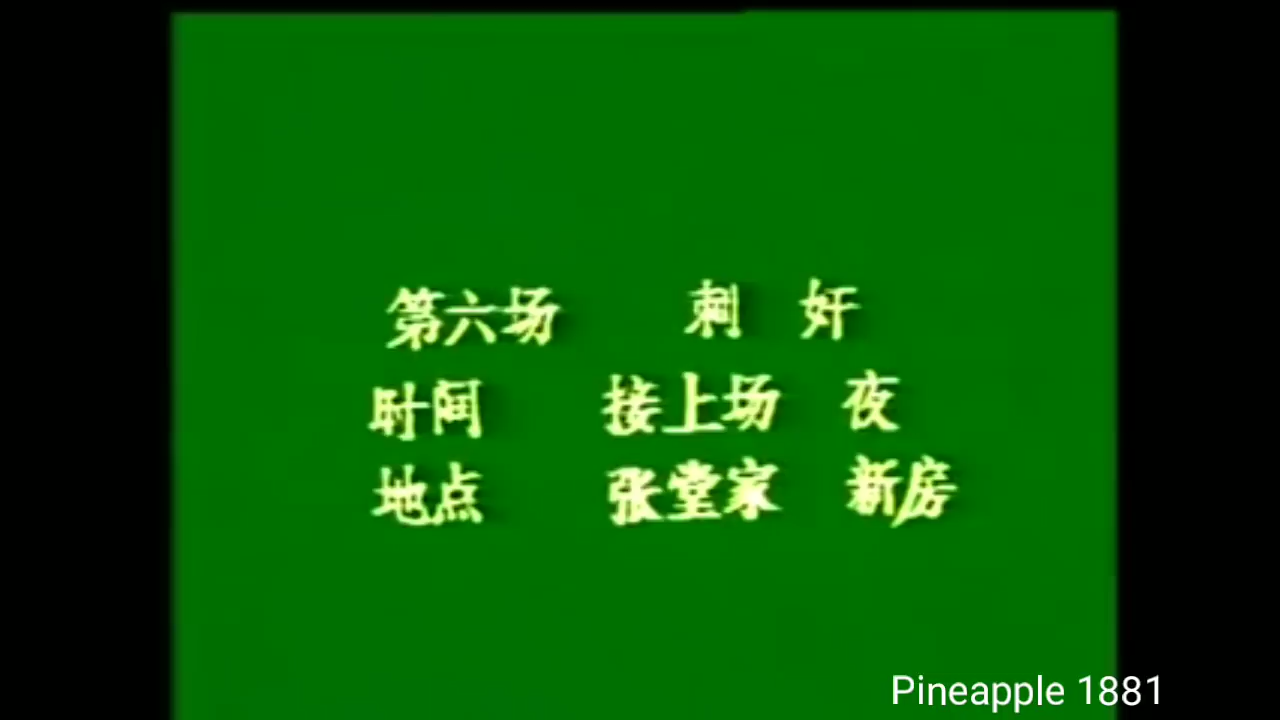 第六场 刺 奸
时间 接上场 夜
地点 张堂家 新房
Pineapple 1881